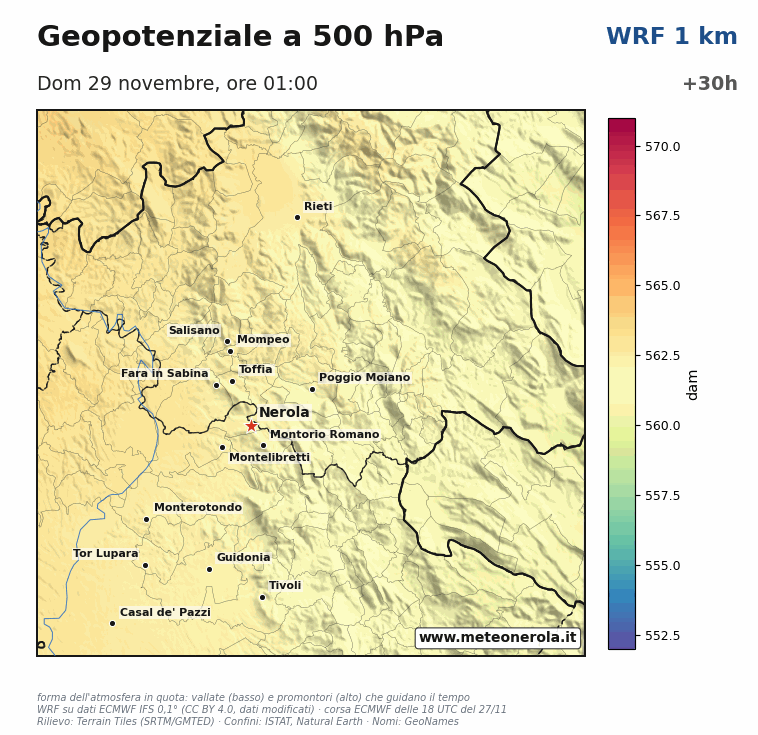 Geopotenziale a 500 hPa
WRF 1 km
Dom 29 novembre, ore 01:00
+30h
Rieti
Salisano
Mompeo
Fara in Sabina
Toffia
Poggio Moiano
Nerola
Montorio Romano
Montelibretti
Monterotondo
Tor Lupara
Guidonia
Tivoli
Casal de' Pazzi
www.meteonerola.it
570.0
567.5
565.0
562.5
560.0
557.5
555.0
552.5
dam
forma dell'atmosfera in quota: vallate (basso) e promontori (alto) che guidano il tempo
WRF su dati ECMWF IFS 0,1° (CC BY 4.0, dati modificati) · corsa ECMWF delle 18 UTC del 27/11
Rilievo: Terrain Tiles (SRTM/GMTED) · Confini: ISTAT, Natural Earth · Nomi: GeoNames